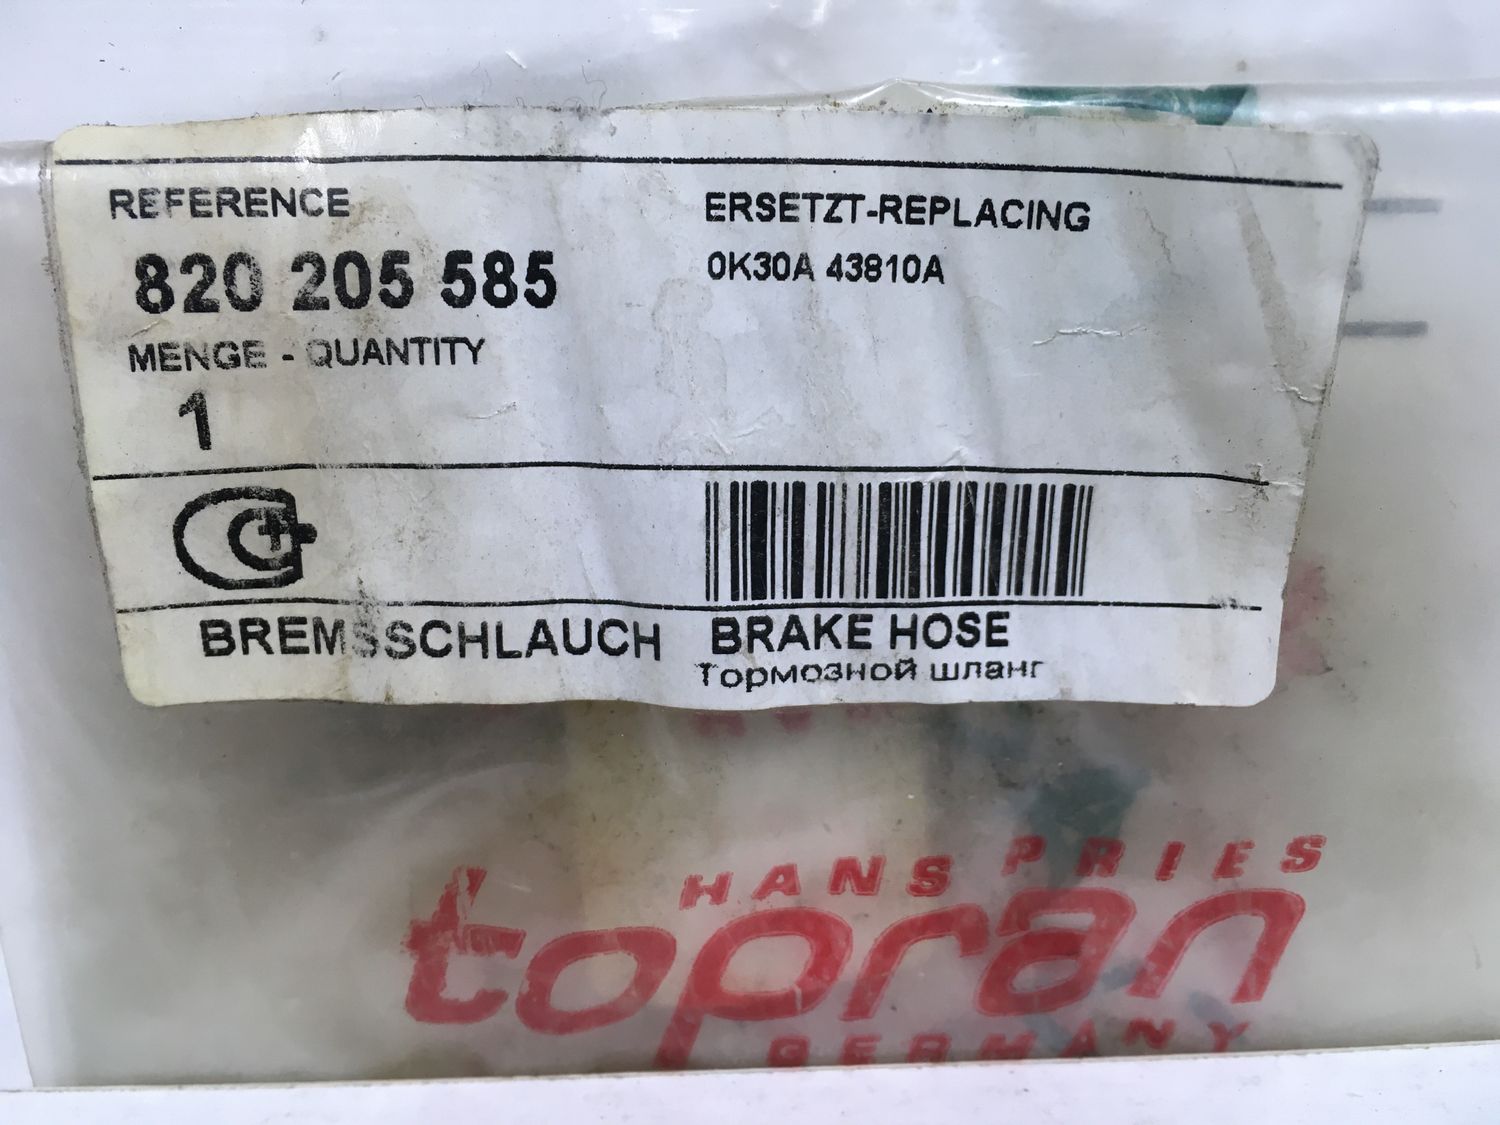 REFERENCE
ERSETZT-REPLACING
820 205 585
0K30A 43810A
MENGE - QUANTITY
1
BREMSSCHLAUCH
BRAKE HOSE
Тормозной шланг
HANS PRIES
topran
GERMANY